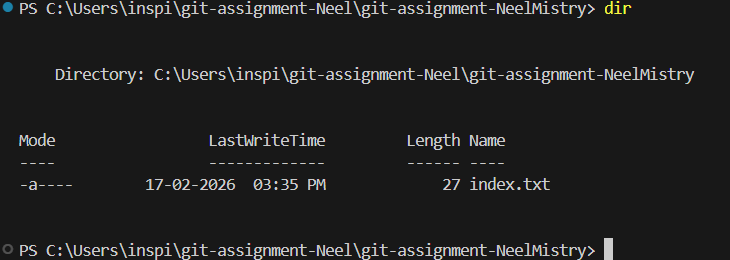 PS C:\Users\inspi\git-assignment-Neel\git-assignment-NeelMistry> dir
Directory: C:\Users\inspi\git-assignment-Neel\git-assignment-NeelMistry
Mode                 LastWriteTime         Length Name
----                 -------------         ------ ----
-a----        17-02-2026  03:35 PM             27 index.txt
PS C:\Users\inspi\git-assignment-Neel\git-assignment-NeelMistry>